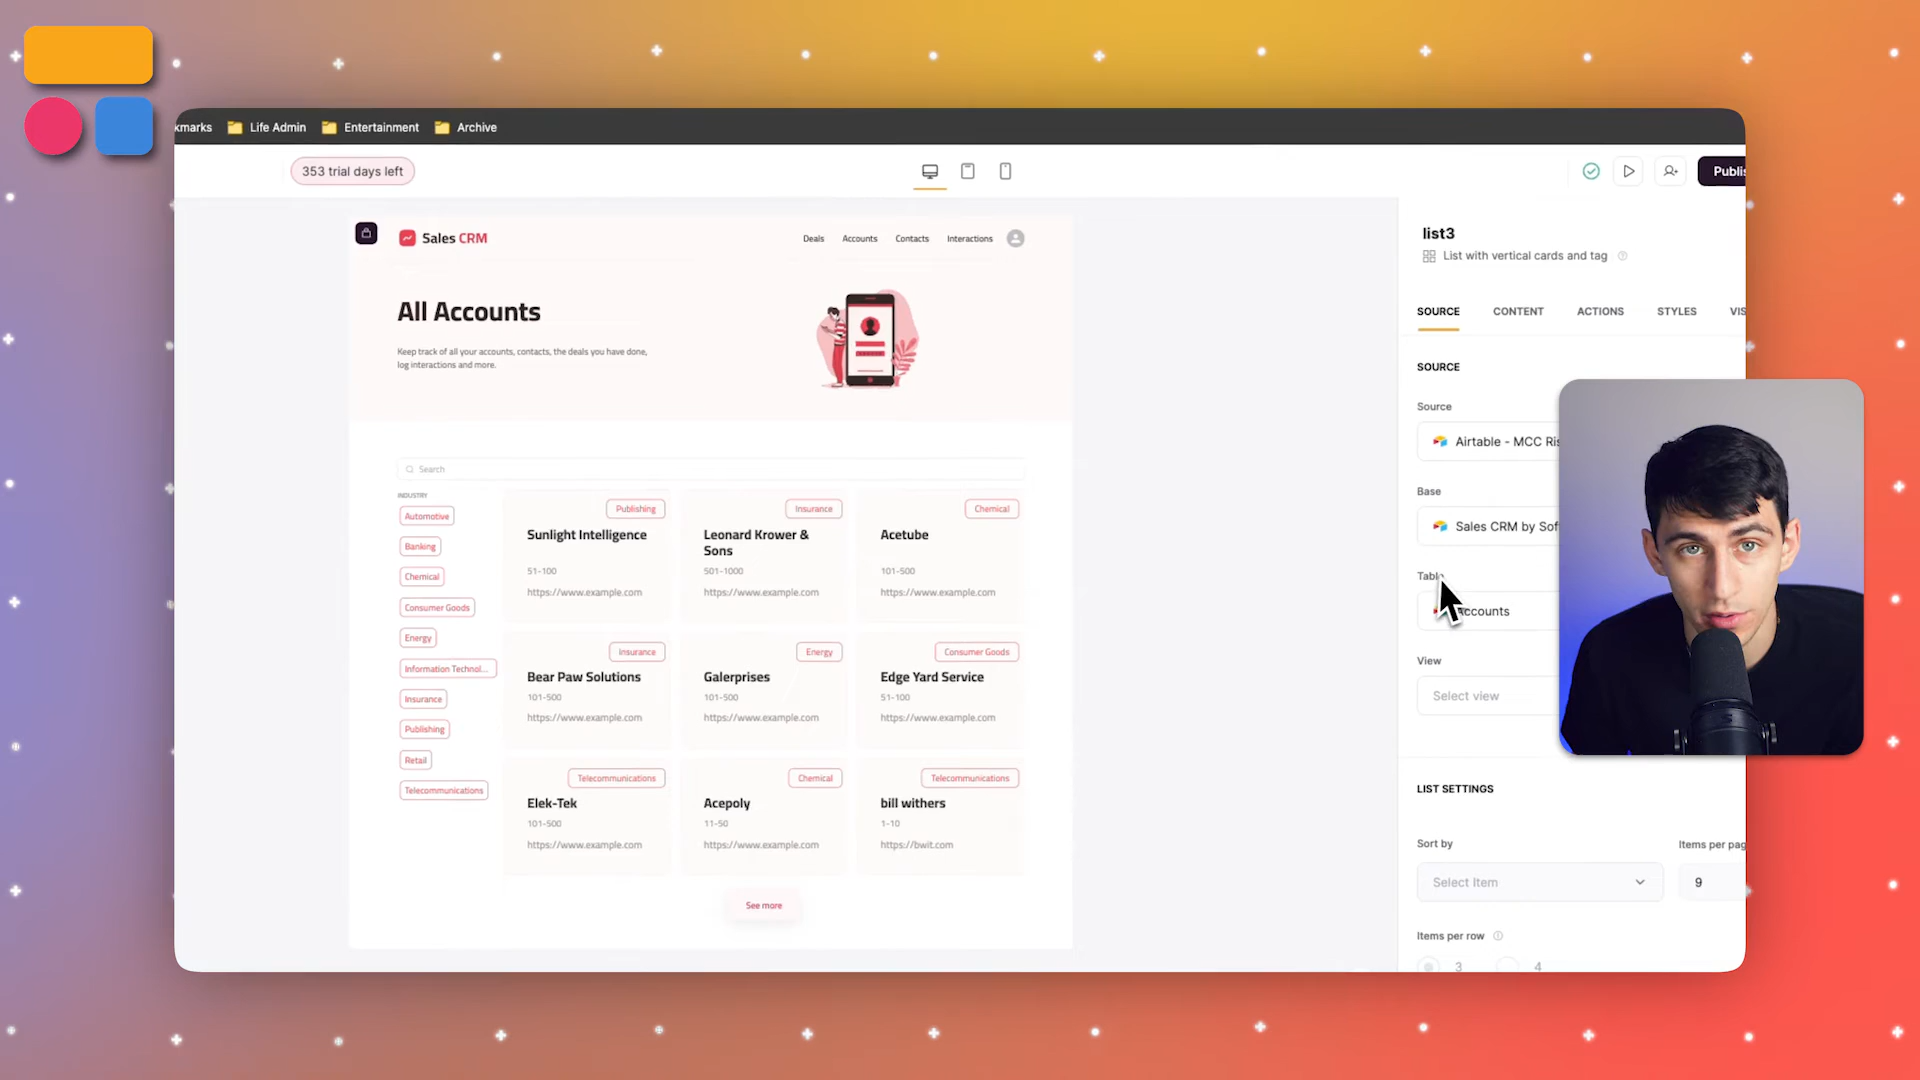 kmarks
Life Admin
Entertainment
Archive
353 trial days left
Publis
Sales CRM
Deals
Accounts
Contacts
Interactions
All Accounts
Keep track of all your accounts, contacts, the deals you have done,
log interactions and more.
Search
INDUSTRY
Automotive
Banking
Chemical
Consumer Goods
Energy
Information Technol...
Insurance
Publishing
Retail
Telecommunications
Publishing
Sunlight Intelligence
51-100
https://www.example.com
Insurance
Leonard Krower &
Sons
501-1000
https://www.example.com
Chemical
Acetube
101-500
https://www.example.com
Insurance
Bear Paw Solutions
101-500
https://www.example.com
Energy
Galerprises
101-500
https://www.example.com
Consumer Goods
Edge Yard Service
51-100
https://www.example.com
Telecommunications
Elek-Tek
101-500
https://www.example.com
Chemical
Acepoly
11-50
https://www.example.com
Telecommunications
bill withers
1-10
https://bwit.com
See more
list3
List with vertical cards and tag
SOURCE
CONTENT
ACTIONS
STYLES
VIS
SOURCE
Source
Airtable - MCC Ris
Base
Sales CRM by Sof
Table
Accounts
View
Select view
LIST SETTINGS
Sort by
Items per pag
Select Item
9
Items per row
3
4